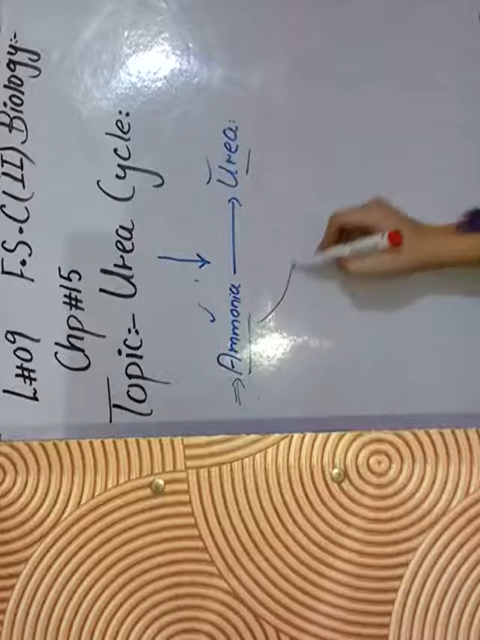 L#09 F.S.C(II) Biology:-
Chp#15
Topic:- Urea Cycle:
⇒ Ammonia → Urea: